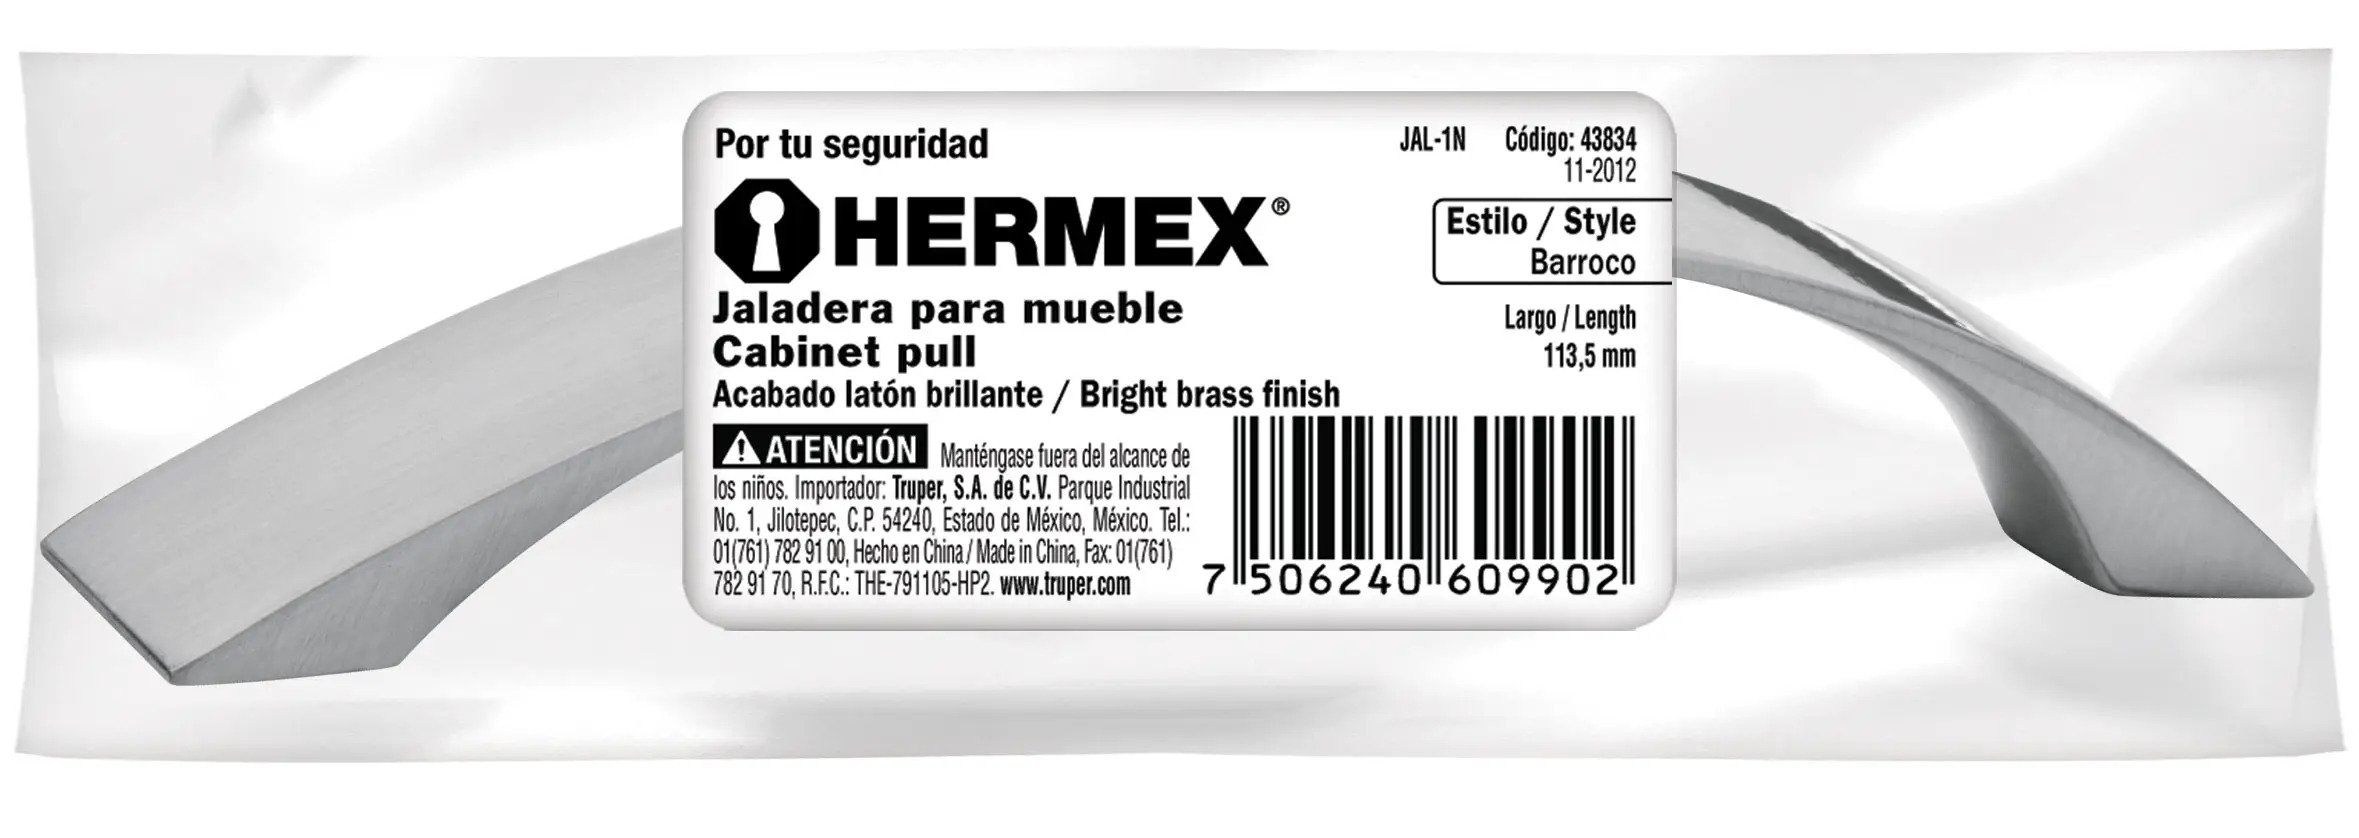 Por tu seguridad
JAL-1N Código: 43834
11-2012
HERMEX®
Estilo / Style
Barroco
Jaladera para mueble
Cabinet pull
Largo / Length
113,5 mm
Acabado latón brillante / Bright brass finish
ATENCIÓN Manténgase fuera del alcance de
los niños. Importador: Truper, S.A. de C.V. Parque Industrial
No. 1, Jilotepec, C.P. 54240, Estado de México, México. Tel.:
01(761) 782 91 00, Hecho en China / Made in China, Fax: 01(761)
782 91 70, R.F.C.: THE-791105-HP2. www.truper.com
7 506240 609902